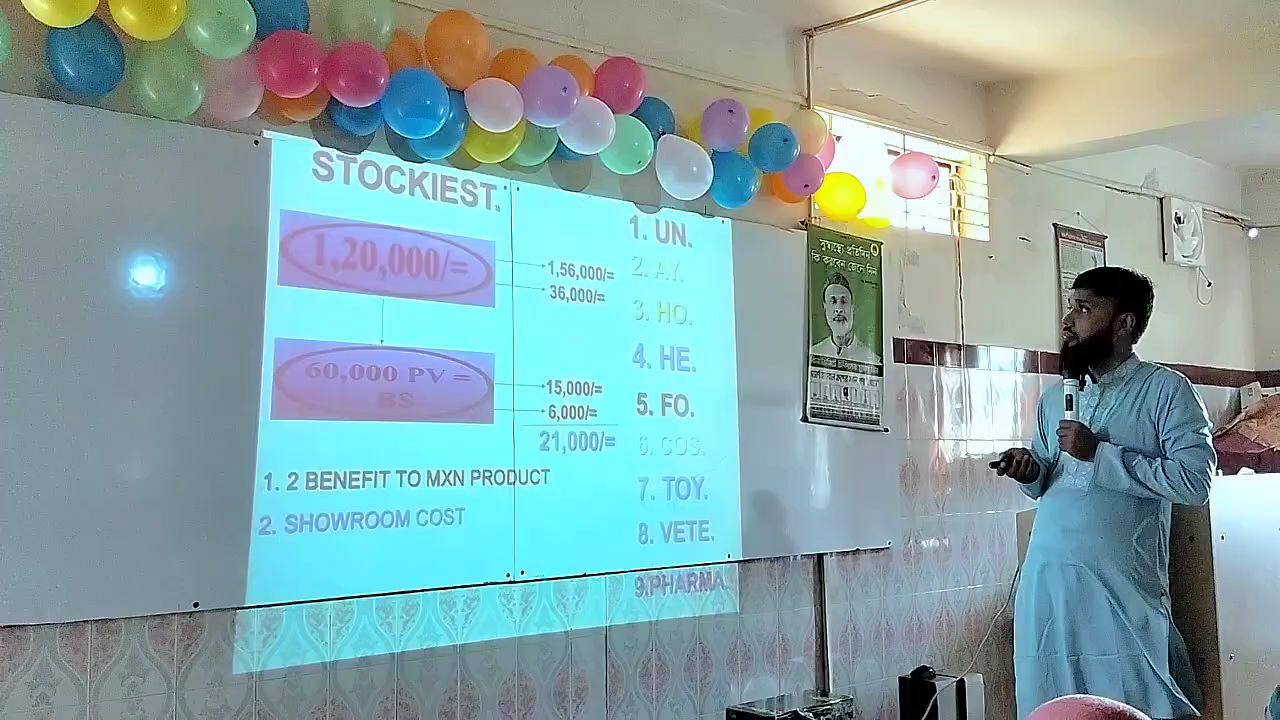 STOCKIEST.
1,20,000/=
1,56,000/=
36,000/=
60,000 PV =
BS
15,000/=
6,000/=
21,000/=
1. 2 BENEFIT TO MXN PRODUCT
2. SHOWROOM COST
1. UN.
2. AY.
3. HO.
4. HE.
5. FO.
6. COS.
7. TOY.
8. VETE.
9.PHARMA
সুস্বাস্থ্যে প্রতিদিন
কি করবেন জেনে নিন